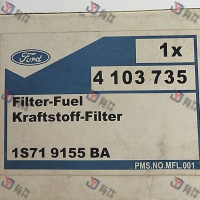 Ford
1x
4 103 735
Filter-Fuel
Kraftstoff-Filter
1S71 9155 BA
PMS.NO.MFL.001